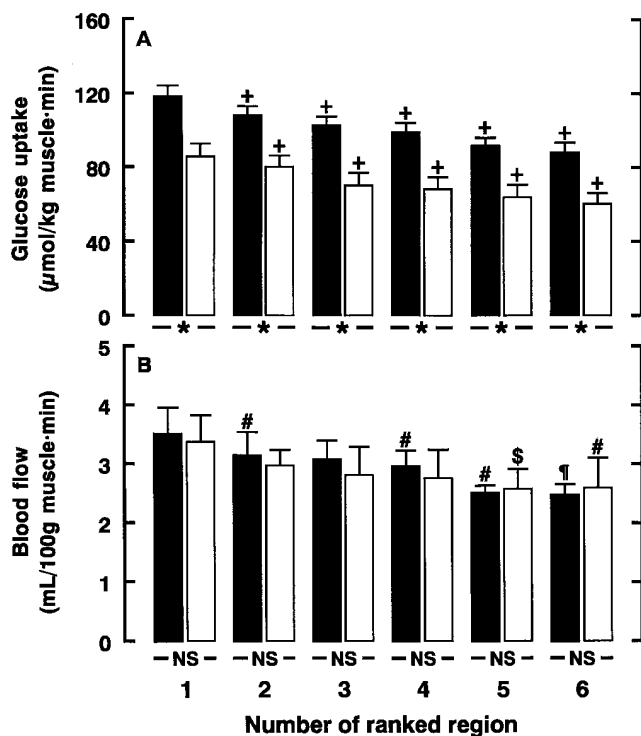 A
160
120
80
40
0
Glucose uptake
(µmol/kg muscle·min)
+ + + + +
+ + + + +
– * – – * – – * – – * – – * – – * –
B
5
4
3
2
1
0
Blood flow
(mL/100g muscle·min)
# # # $ ¶ #
– NS – – NS – – NS – – NS – – NS – – NS –
1 2 3 4 5 6
Number of ranked region